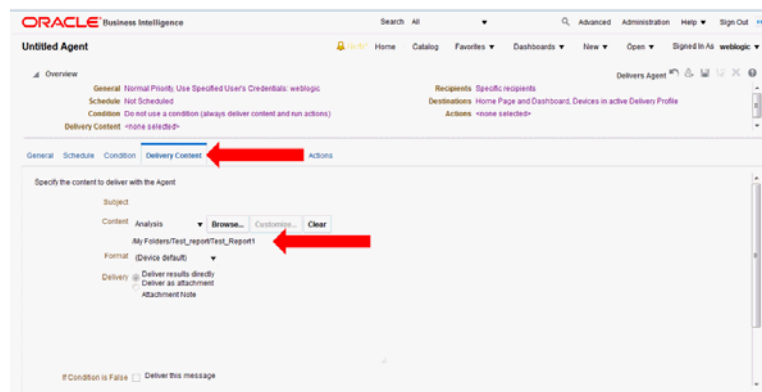 ORACLE Business Intelligence Search All Advanced Administration Help Sign Out
Untitled Agent Home Catalog Favorites Dashboards New Open Signed In As weblogic
Overview Delivers Agent
General Normal Priority, Use Specified User's Credentials: weblogic Recipients Specific recipients
Schedule Not Scheduled Destinations Home Page and Dashboard, Devices in active Delivery Profile
Condition Do not use a condition (always deliver content and run actions) Actions <none selected>
Delivery Content <none selected>
General Schedule Condition Delivery Content Actions
Specify the content to deliver with the Agent
Subject
Content Analysis Browse... Customize... Clear
/My Folders/Test_report/Test_Report1
Format (Device default)
Delivery Deliver results directly
Deliver as attachment
Attachment Note
If Condition is False Deliver this message